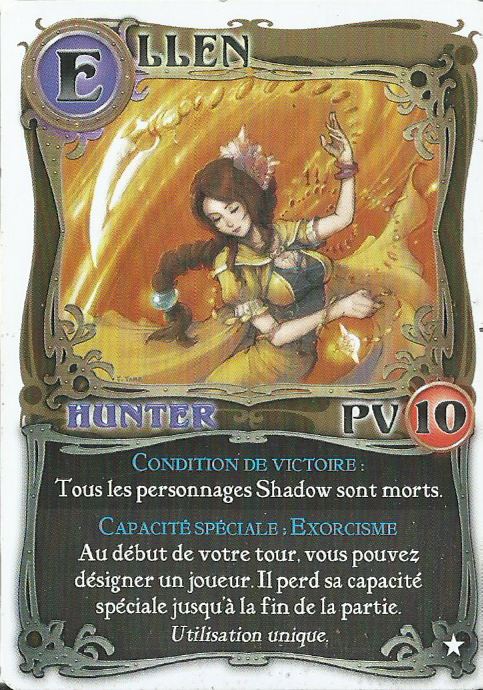 ELLEN
HUNTER
PV 10
CONDITION DE VICTOIRE :
Tous les personnages Shadow sont morts.
CAPACITÉ SPÉCIALE : EXORCISME
Au début de votre tour, vous pouvez
désigner un joueur. Il perd sa capacité
spéciale jusqu'à la fin de la partie.
Utilisation unique.